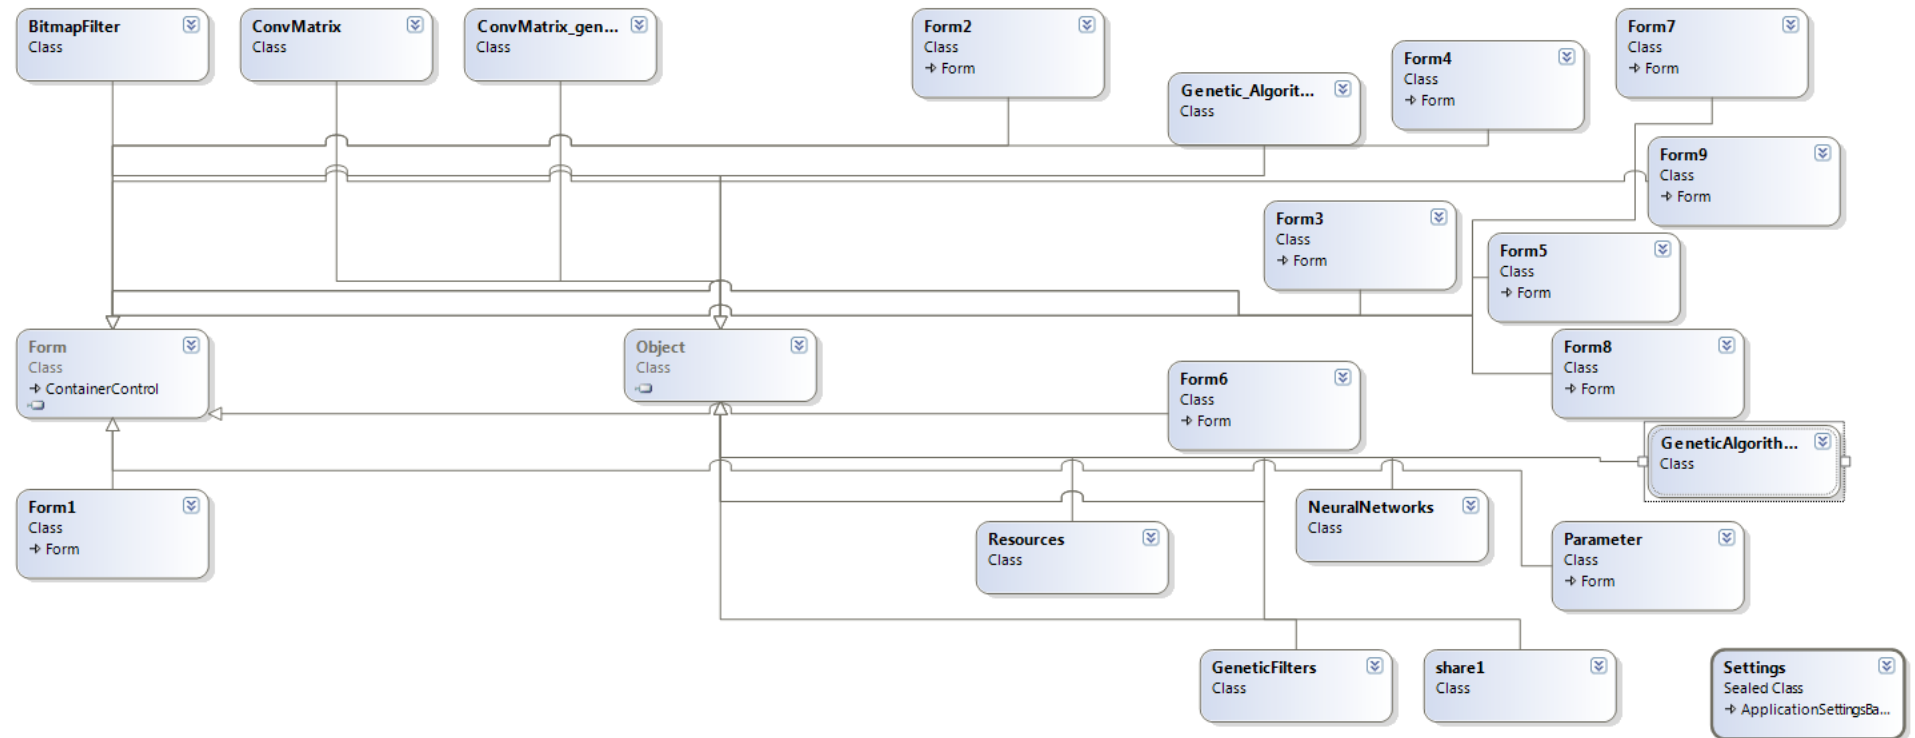 BitmapFilter
Class
ConvMatrix
Class
ConvMatrix_gen...
Class
Form2
Class
Form
Genetic_Algorit...
Class
Form4
Class
Form
Form7
Class
Form
Form9
Class
Form
Form3
Class
Form
Form5
Class
Form
Form
Class
ContainerControl
Object
Class
Form6
Class
Form
Form8
Class
Form
GeneticAlgorith...
Class
Form1
Class
Form
Resources
Class
NeuralNetworks
Class
Parameter
Class
Form
GeneticFilters
Class
share1
Class
Settings
Sealed Class
ApplicationSettingsBa...